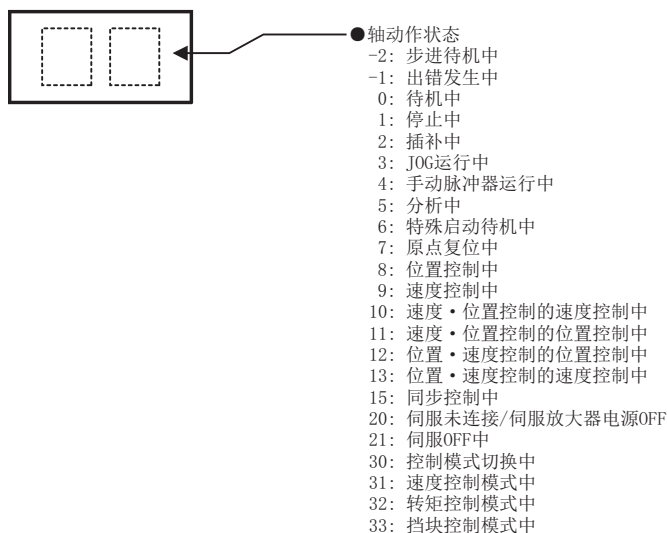 ●轴动作状态
-2: 步进待机中
-1: 出错发生中
0: 待机中
1: 停止中
2: 插补中
3: JOG运行中
4: 手动脉冲器运行中
5: 分析中
6: 特殊启动待机中
7: 原点复位中
8: 位置控制中
9: 速度控制中
10: 速度・位置控制的速度控制中
11: 速度・位置控制的位置控制中
12: 位置・速度控制的位置控制中
13: 位置・速度控制的速度控制中
15: 同步控制中
20: 伺服未连接/伺服放大器电源OFF
21: 伺服OFF中
30: 控制模式切换中
31: 速度控制模式中
32: 转矩控制模式中
33: 挡块控制模式中